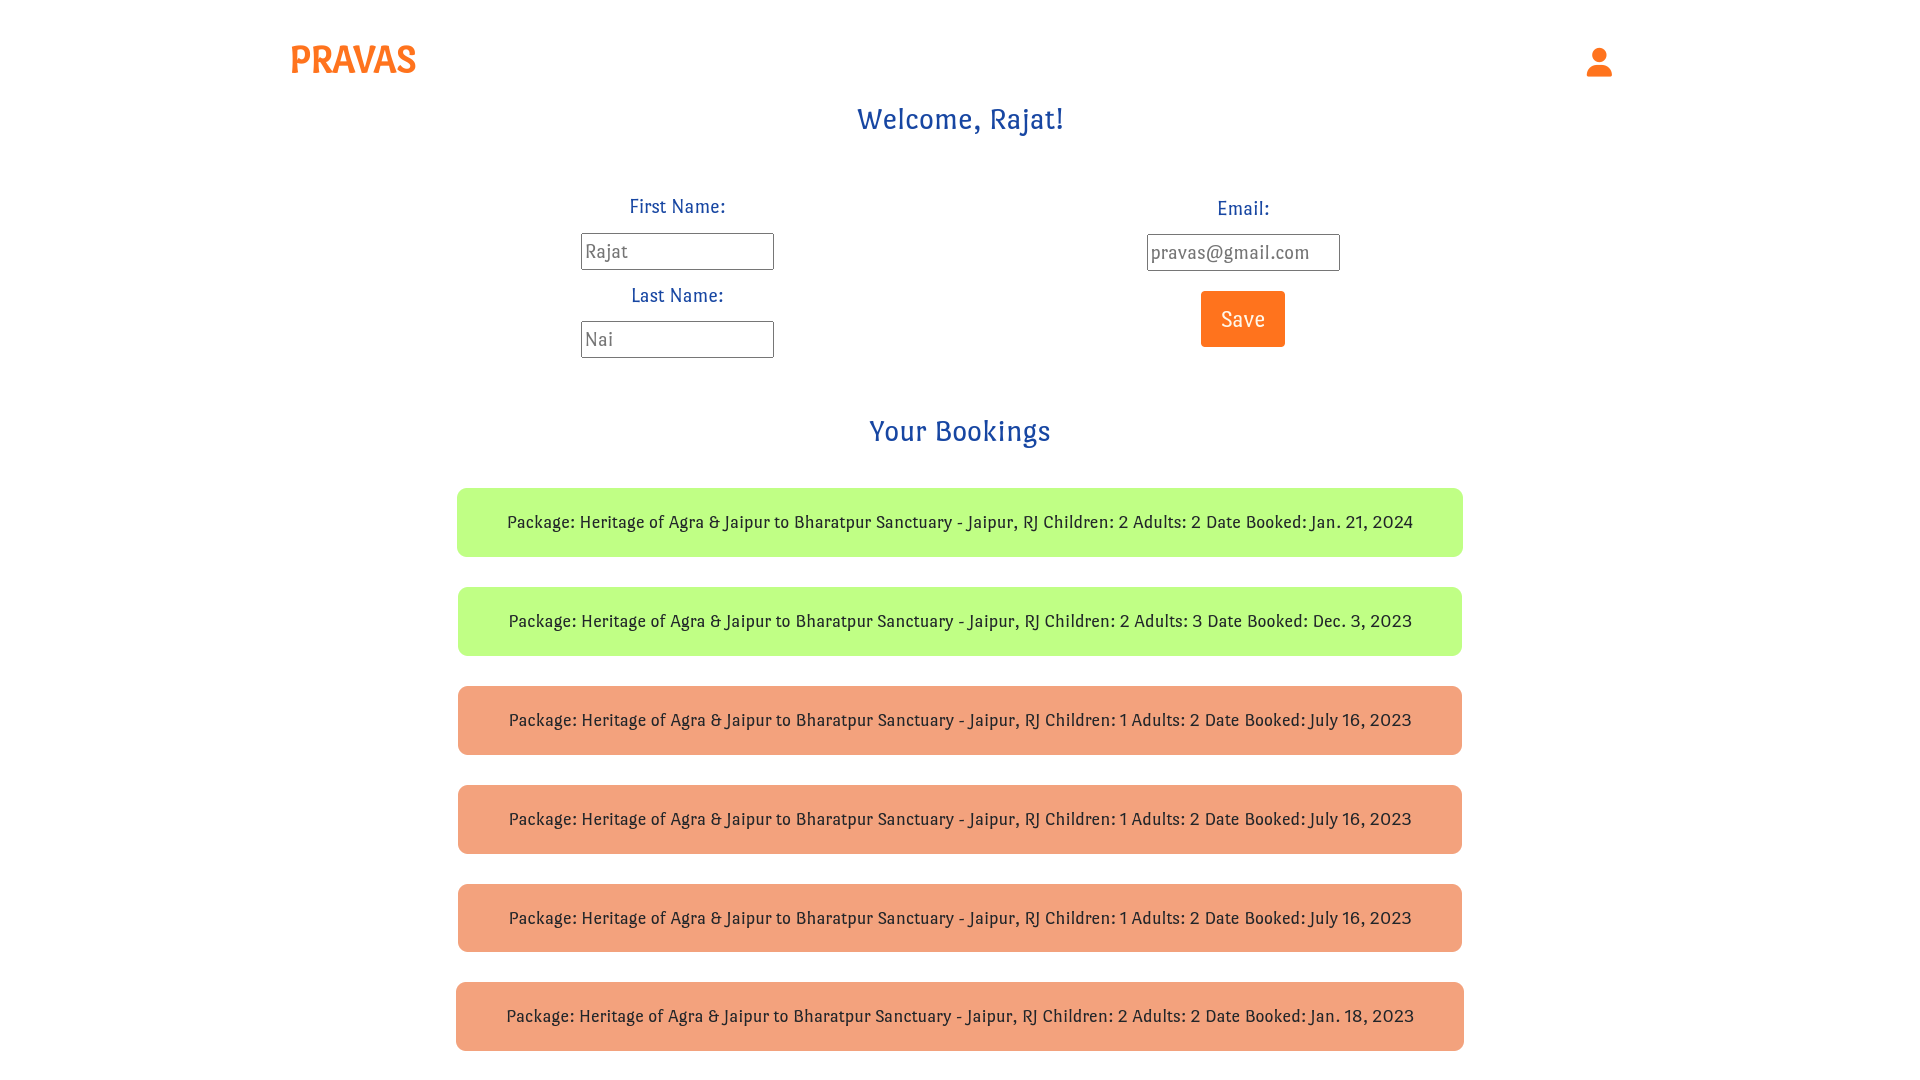 PRAVAS
Welcome, Rajat!
First Name:
Rajat
Last Name:
Nai
Email:
pravas@gmail.com
Save
Your Bookings
Package: Heritage of Agra & Jaipur to Bharatpur Sanctuary - Jaipur, RJ Children: 2 Adults: 2 Date Booked: Jan. 21, 2024
Package: Heritage of Agra & Jaipur to Bharatpur Sanctuary - Jaipur, RJ Children: 2 Adults: 3 Date Booked: Dec. 3, 2023
Package: Heritage of Agra & Jaipur to Bharatpur Sanctuary - Jaipur, RJ Children: 1 Adults: 2 Date Booked: July 16, 2023
Package: Heritage of Agra & Jaipur to Bharatpur Sanctuary - Jaipur, RJ Children: 1 Adults: 2 Date Booked: July 16, 2023
Package: Heritage of Agra & Jaipur to Bharatpur Sanctuary - Jaipur, RJ Children: 1 Adults: 2 Date Booked: July 16, 2023
Package: Heritage of Agra & Jaipur to Bharatpur Sanctuary - Jaipur, RJ Children: 2 Adults: 2 Date Booked: Jan. 18, 2023